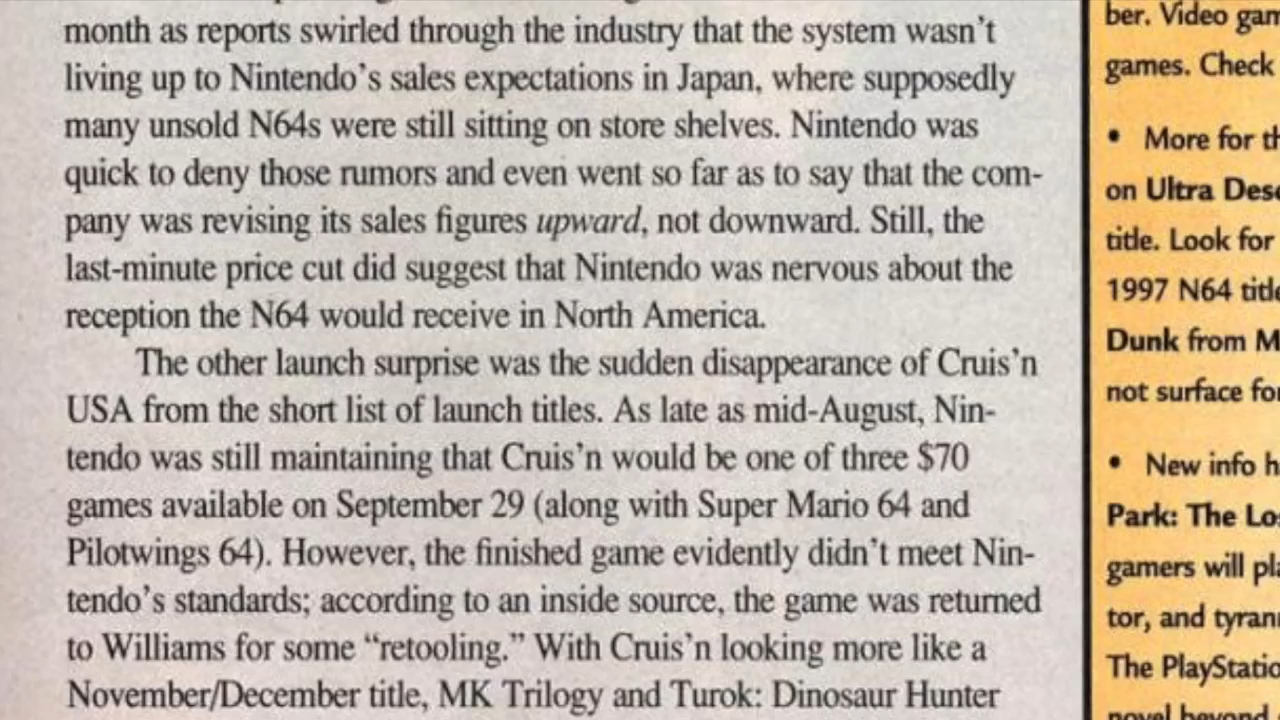 month as reports swirled through the industry that the system wasn't
living up to Nintendo's sales expectations in Japan, where supposedly
many unsold N64s were still sitting on store shelves. Nintendo was
quick to deny those rumors and even went so far as to say that the com-
pany was revising its sales figures upward, not downward. Still, the
last-minute price cut did suggest that Nintendo was nervous about the
reception the N64 would receive in North America.
The other launch surprise was the sudden disappearance of Cruis'n
USA from the short list of launch titles. As late as mid-August, Nin-
tendo was still maintaining that Cruis'n would be one of three $70
games available on September 29 (along with Super Mario 64 and
Pilotwings 64). However, the finished game evidently didn't meet Nin-
tendo's standards; according to an inside source, the game was returned
to Williams for some “retooling.” With Cruis'n looking more like a
November/December title, MK Trilogy and Turok: Dinosaur Hunter
ber. Video gam
games. Check
• More for th
on Ultra Des
title. Look for
1997 N64 title
Dunk from M
not surface for
• New info h
Park: The Los
gamers will pla
tor, and tyrann
The PlayStatio
novel beyond